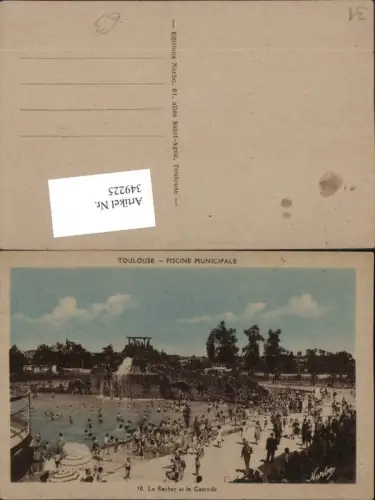 31
— Editions Narbo, 61, allée Saint-Agne, Toulouse —
Artikel Nr.
349225
TOULOUSE - PISCINE MUNICIPALE
18. Le Rocher et la Cascade
Narbo